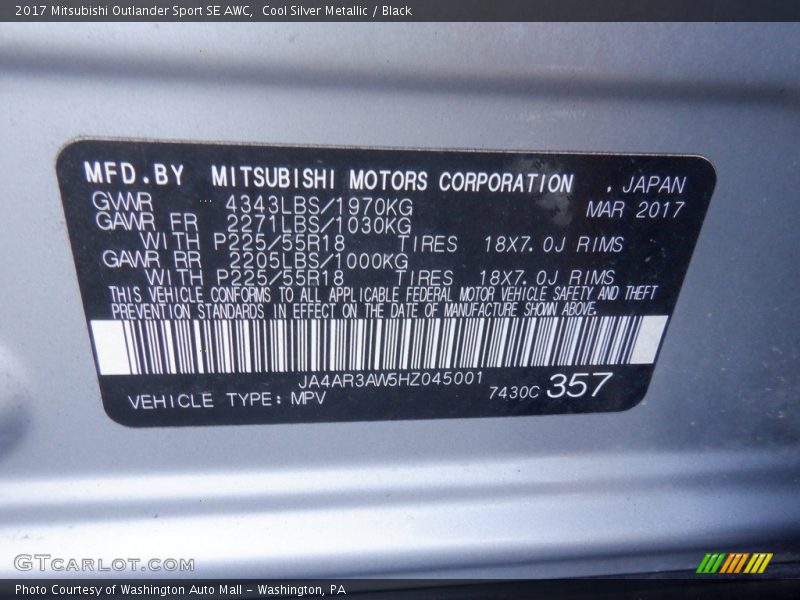 2017 Mitsubishi Outlander Sport SE AWC,  Cool Silver Metallic / Black
MFD.BY MITSUBISHI MOTORS CORPORATION , JAPAN
GVWR 4343LBS/1970KG MAR 2017
GAWR FR 2271LBS/1030KG
WITH P225/55R18 TIRES 18X7.0J RIMS
GAWR RR 2205LBS/1000KG
WITH P225/55R18 TIRES 18X7.0J RIMS
THIS VEHICLE CONFORMS TO ALL APPLICABLE FEDERAL MOTOR VEHICLE SAFETY AND THEFT
PREVENTION STANDARDS IN EFFECT ON THE DATE OF MANUFACTURE SHOWN ABOVE.
JA4AR3AW5HZ045001
VEHICLE TYPE: MPV 7430C 357
GTCARLOT.COM
Photo Courtesy of Washington Auto Mall - Washington, PA